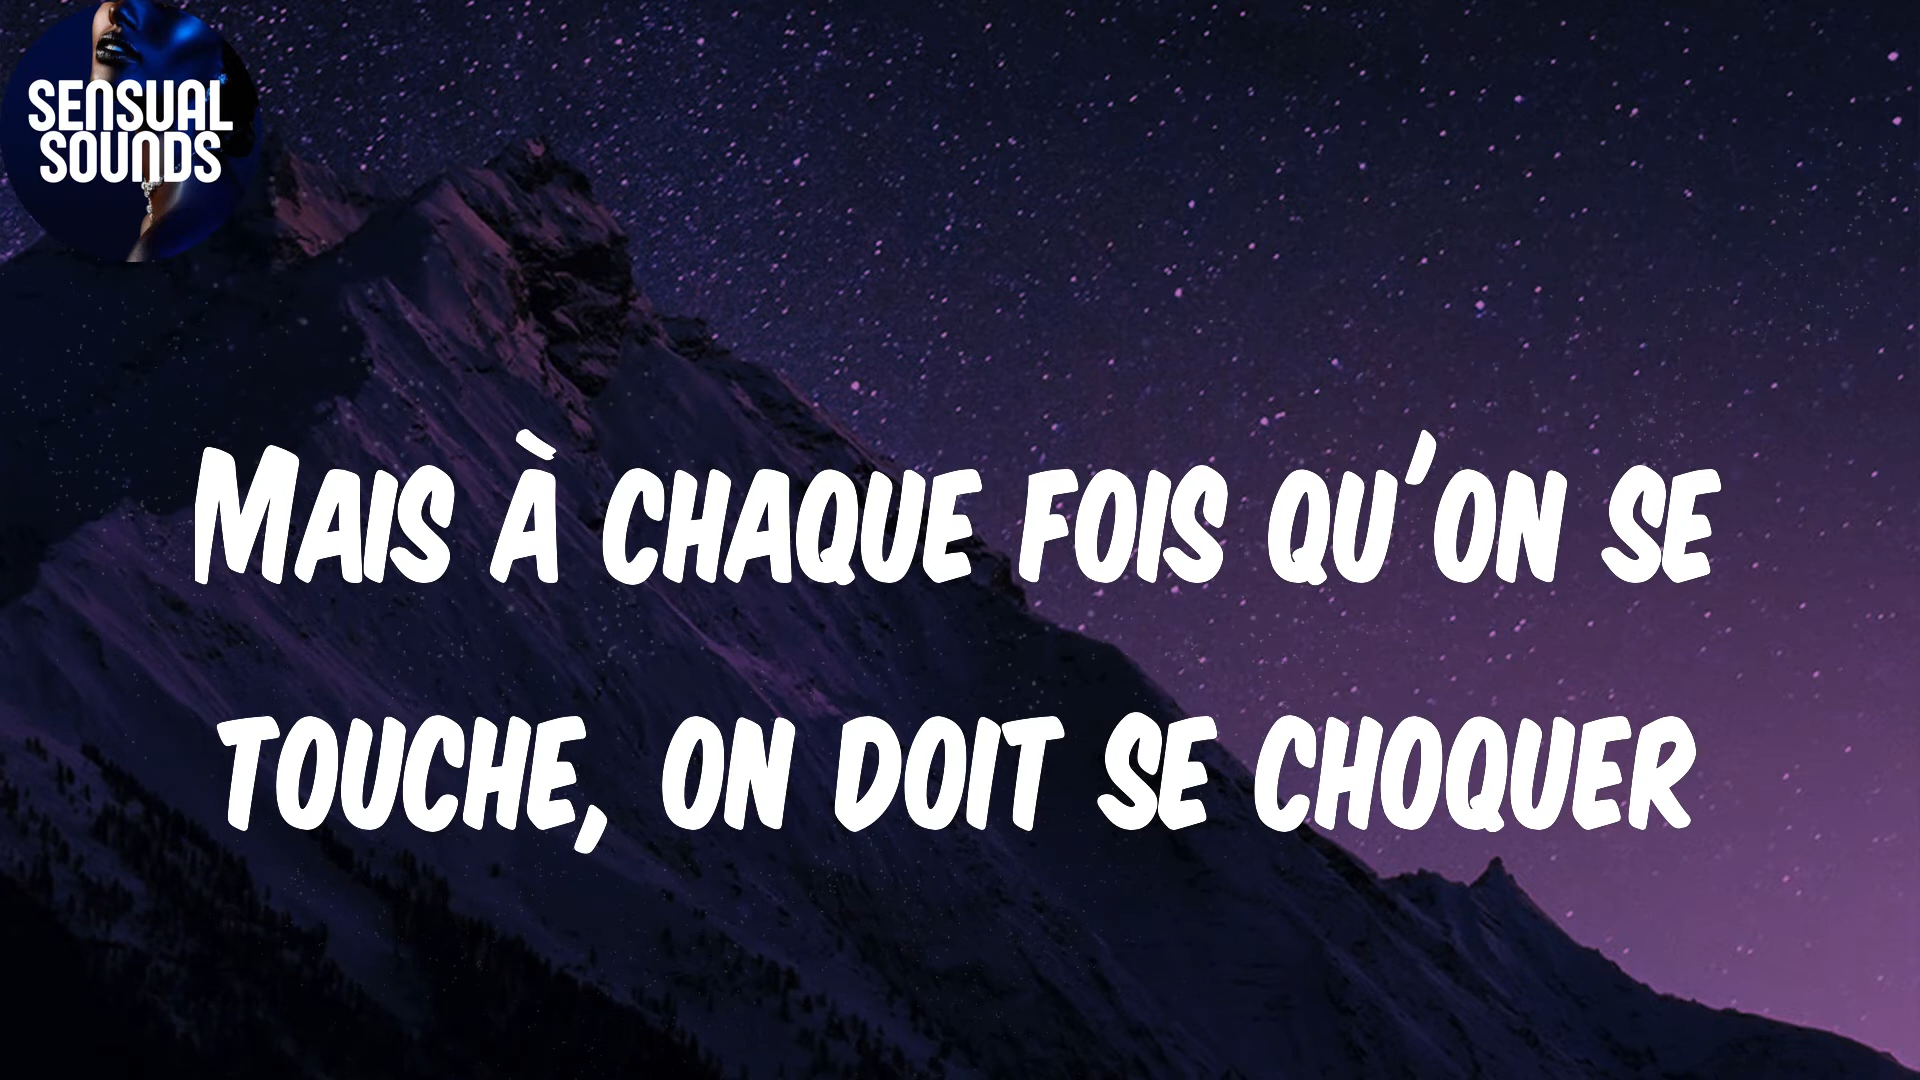 SENSUAL
SOUNDS
Mais à chaque fois qu'on se
touche, on doit se choquer